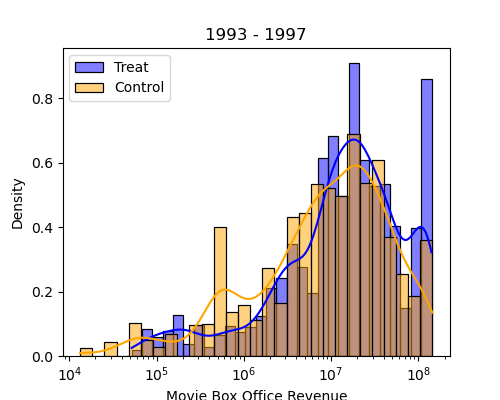 1993 - 1997
Treat
Control
Density
0.8
0.6
0.4
0.2
0.0
10⁴ 10⁵ 10⁶ 10⁷ 10⁸
Movie Box Office Revenue